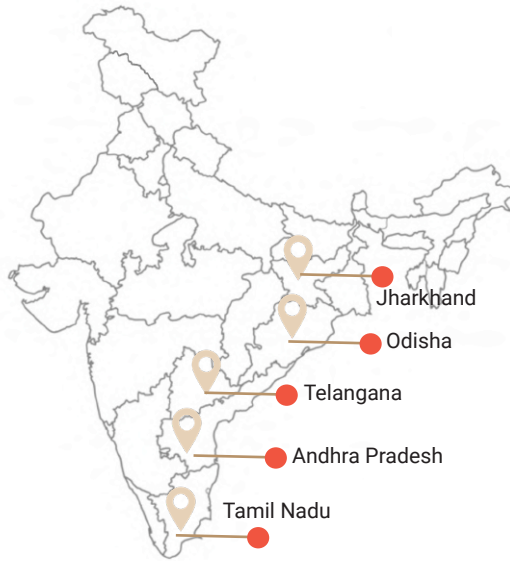 Jharkhand
Odisha
Telangana
Andhra Pradesh
Tamil Nadu